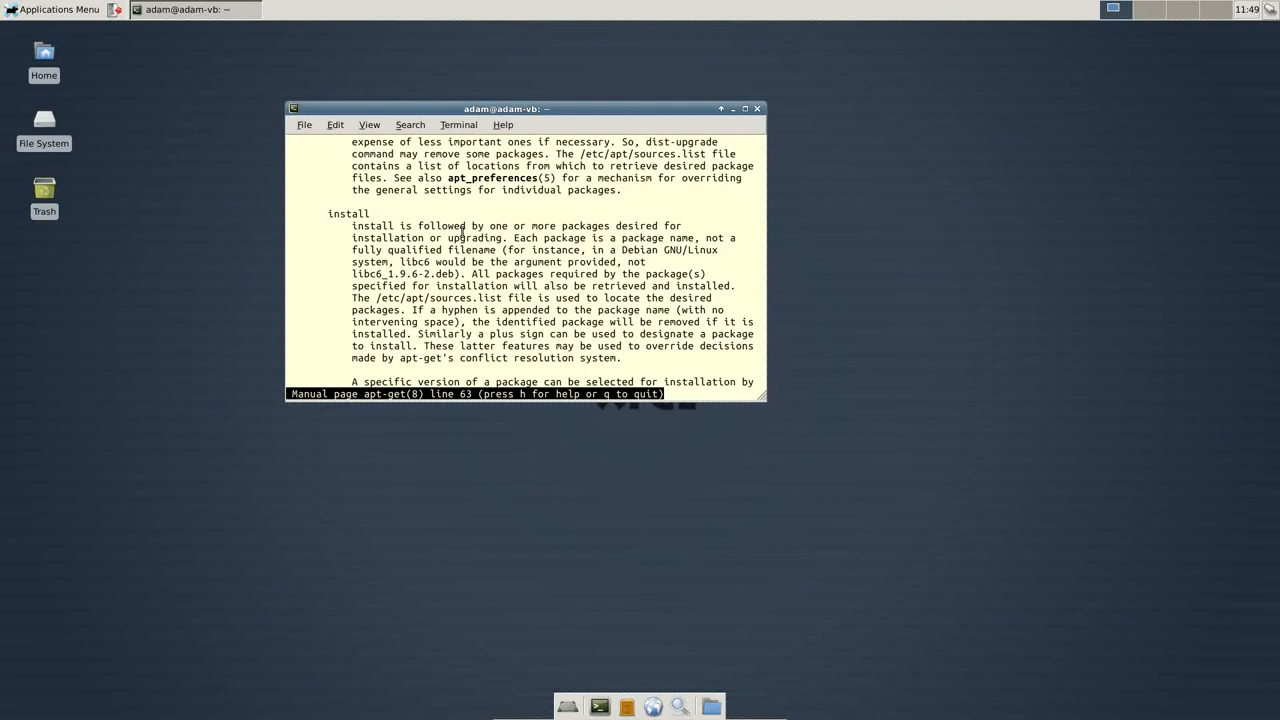 Applications Menu
adam@adam-vb: ~
11:49
Home
File System
Trash
adam@adam-vb: ~
File Edit View Search Terminal Help
expense of less important ones if necessary. So, dist-upgrade
command may remove some packages. The /etc/apt/sources.list file
contains a list of locations from which to retrieve desired package
files. See also apt_preferences(5) for a mechanism for overriding
the general settings for individual packages.
install
install is followed by one or more packages desired for
installation or upgrading. Each package is a package name, not a
fully qualified filename (for instance, in a Debian GNU/Linux
system, libc6 would be the argument provided, not
libc6_1.9.6-2.deb). All packages required by the package(s)
specified for installation will also be retrieved and installed.
The /etc/apt/sources.list file is used to locate the desired
packages. If a hyphen is appended to the package name (with no
intervening space), the identified package will be removed if it is
installed. Similarly a plus sign can be used to designate a package
to install. These latter features may be used to override decisions
made by apt-get's conflict resolution system.
A specific version of a package can be selected for installation by
Manual page apt-get(8) line 63 (press h for help or q to quit)